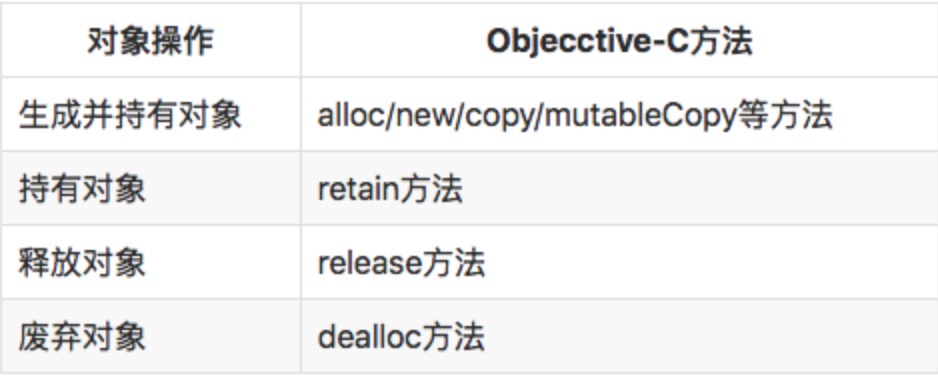 对象操作 Objecctive-C方法
生成并持有对象 alloc/new/copy/mutableCopy等方法
持有对象 retain方法
释放对象 release方法
废弃对象 dealloc方法